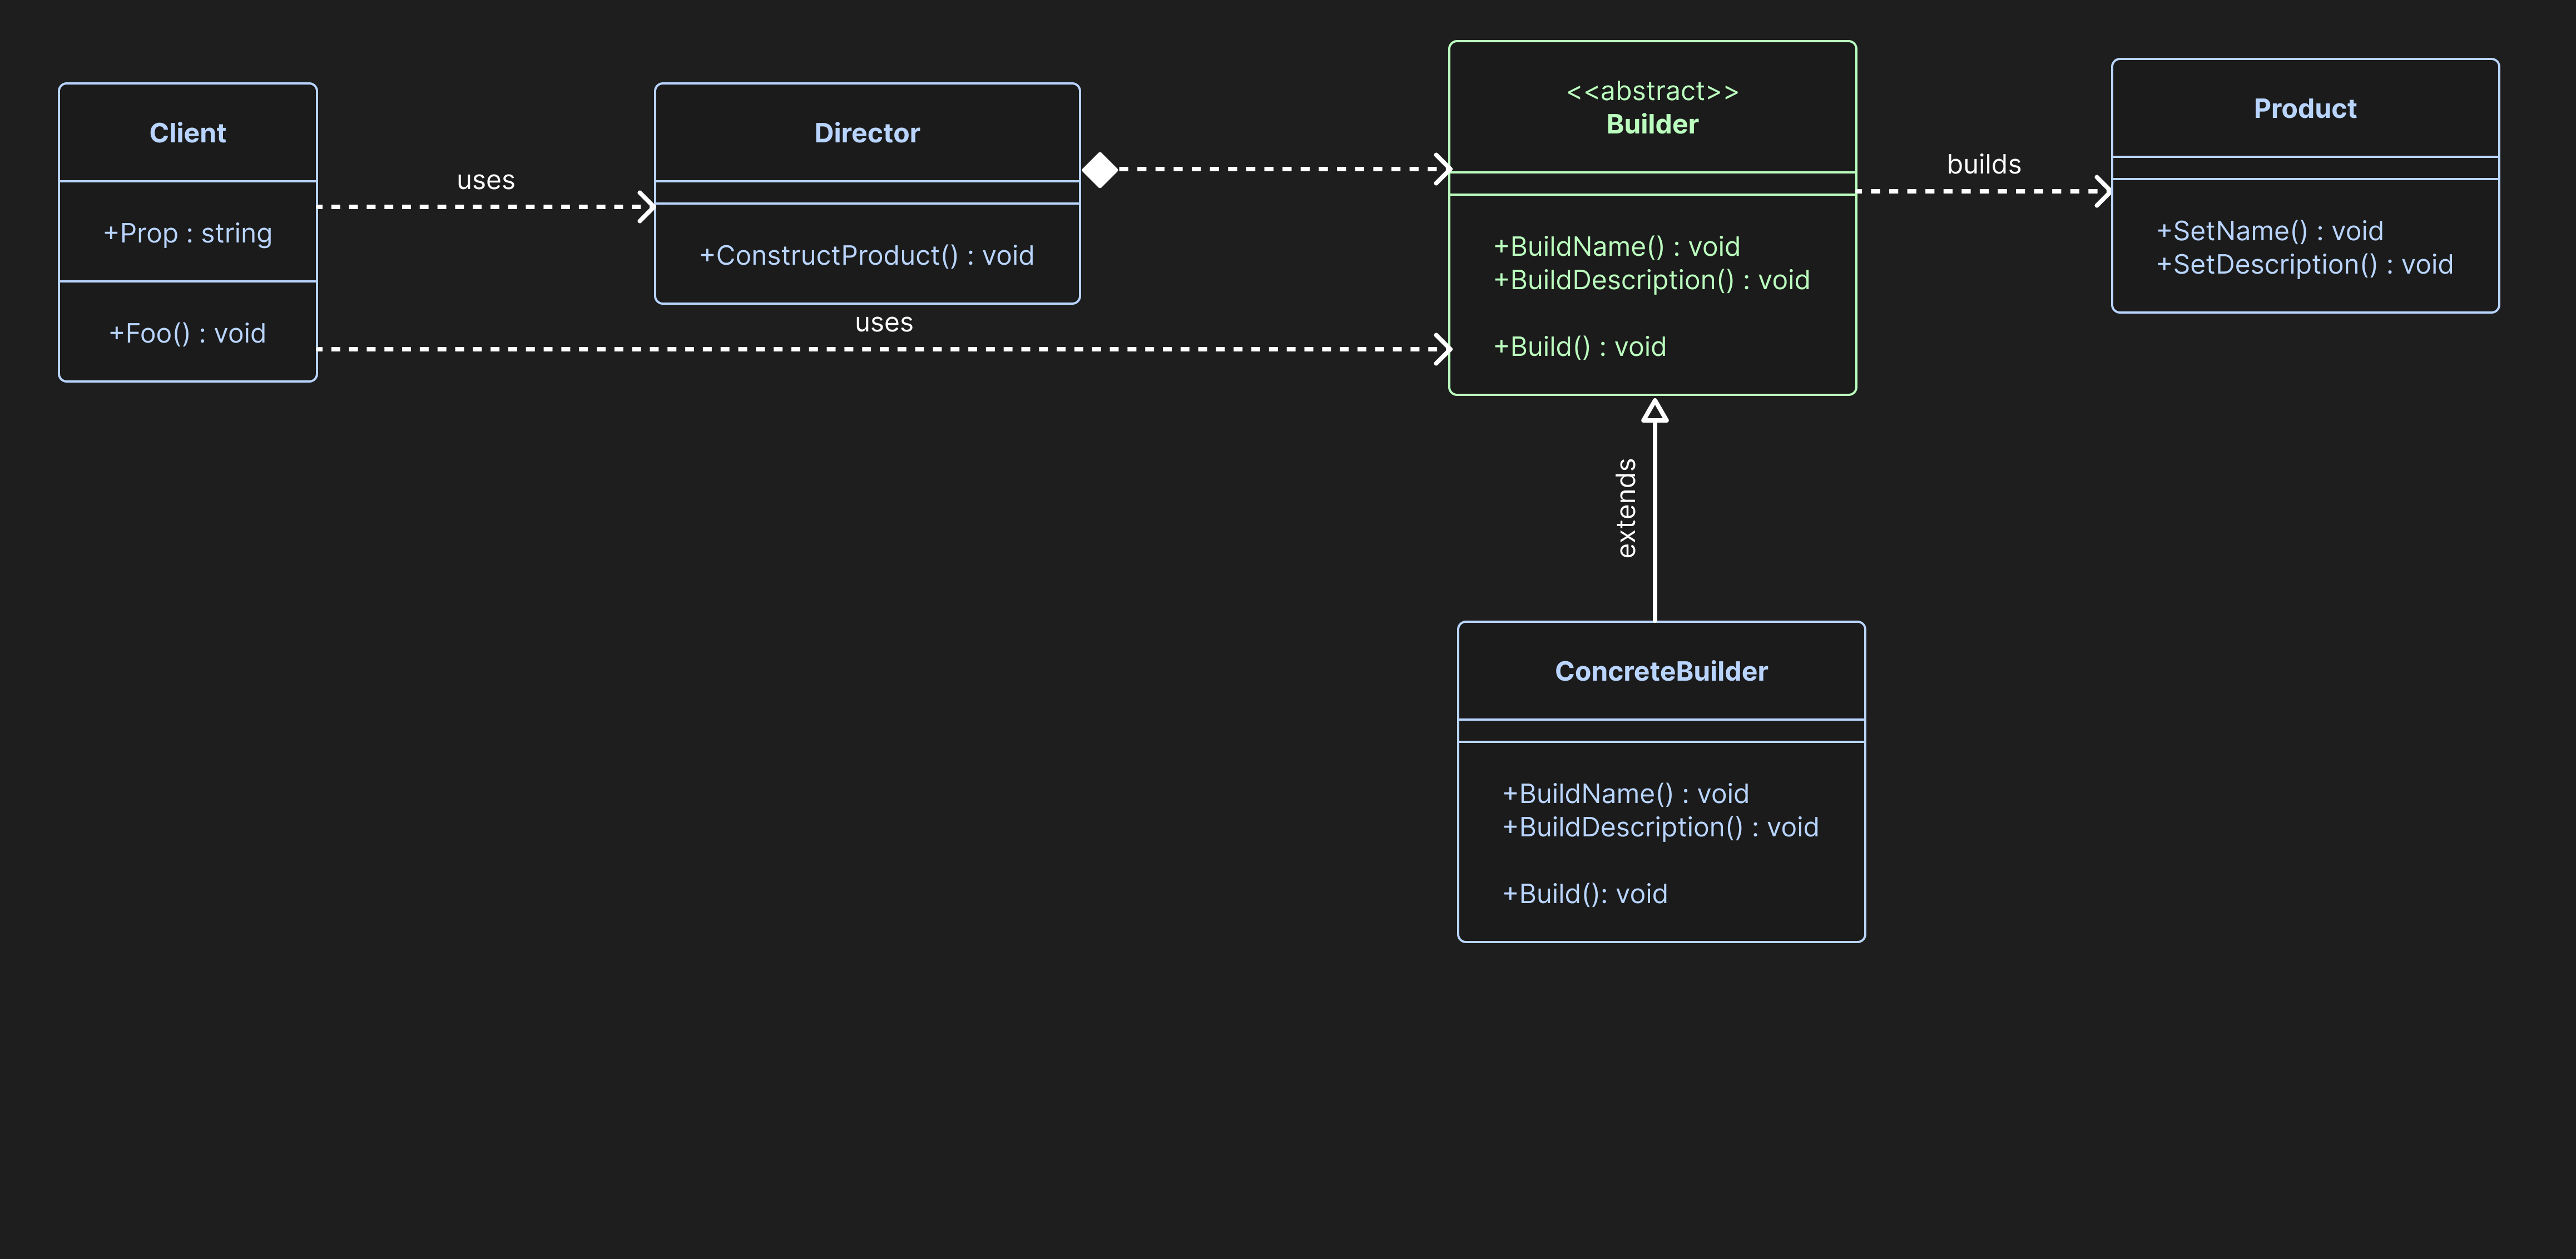 Client
+Prop : string
+Foo() : void
uses
Director
+ConstructProduct() : void
uses
<<abstract>>
Builder
+BuildName() : void
+BuildDescription() : void
+Build() : void
builds
Product
+SetName() : void
+SetDescription() : void
extends
ConcreteBuilder
+BuildName() : void
+BuildDescription() : void
+Build(): void